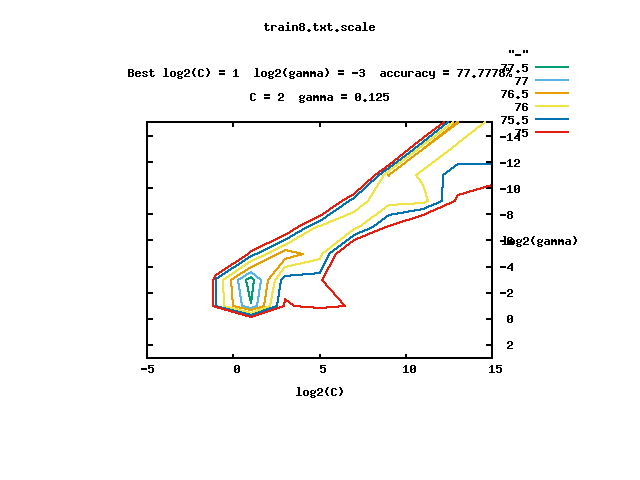 train8.txt.scale
"-"
Best log2(C) = 1 log2(gamma) = -3 accuracy = 77.7778%
77.5
77
76.5
76
75.5
75
C = 2 gamma = 0.125
-14
-12
-10
-8
-6
log2(gamma)
-4
-2
0
2
-5 0 5 10 15
log2(C)